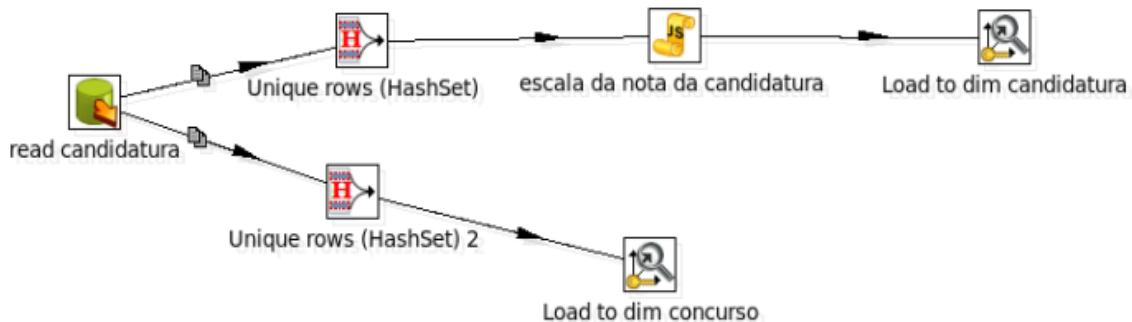 JS
H
Unique rows (HashSet)
escala da nota da candidatura
Load to dim candidatura
read candidatura
H
Unique rows (HashSet) 2
Load to dim concurso